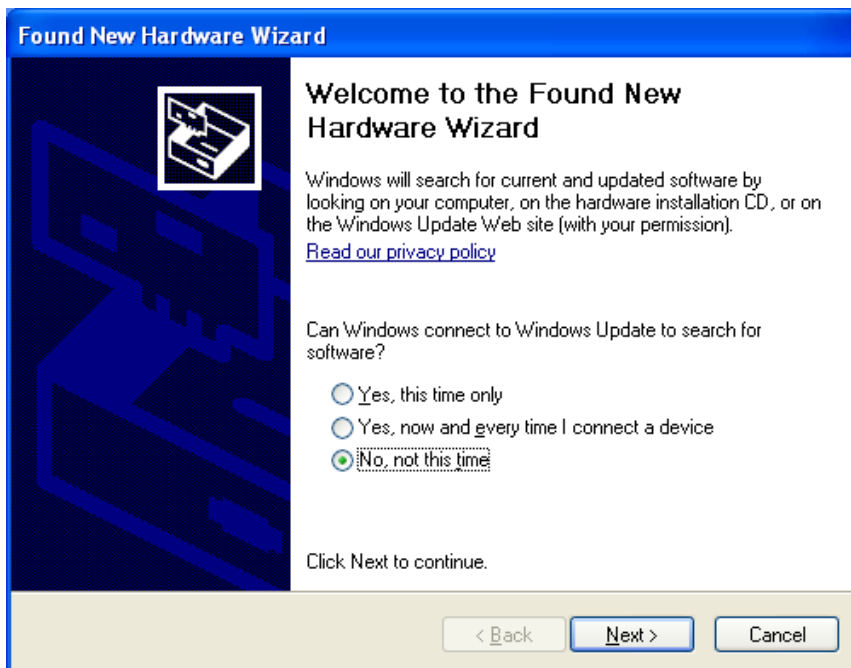 Found New Hardware Wizard
Welcome to the Found New
Hardware Wizard
Windows will search for current and updated software by
looking on your computer, on the hardware installation CD, or on
the Windows Update Web site (with your permission).
Read our privacy policy
Can Windows connect to Windows Update to search for
software?
Yes, this time only
Yes, now and every time I connect a device
No, not this time
Click Next to continue.
< Back Next > Cancel